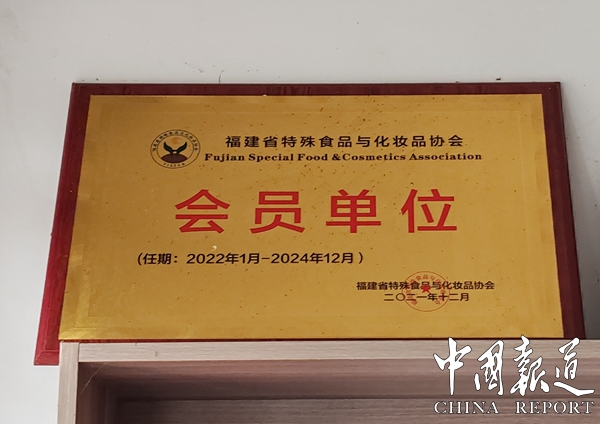 福建省特殊食品与化妆品协会
Fujian Special Food & Cosmetics Association
会员单位
(任期：2022年1月-2024年12月)
福建省特殊食品与化妆品协会
二〇二一年十二月
中国報道
CHINA REPORT